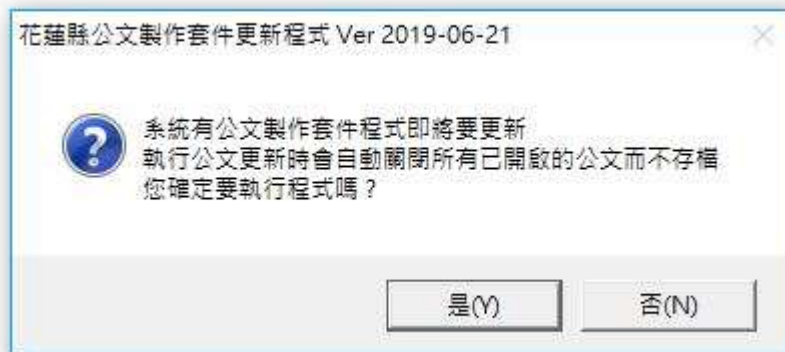 花蓮縣公文製作套件更新程式 Ver 2019-06-21
系統有公文製作套件程式即將要更新
執行公文更新時會自動關閉所有已開啟的公文而不存檔
您確定要執行程式嗎？
是(Y)
否(N)